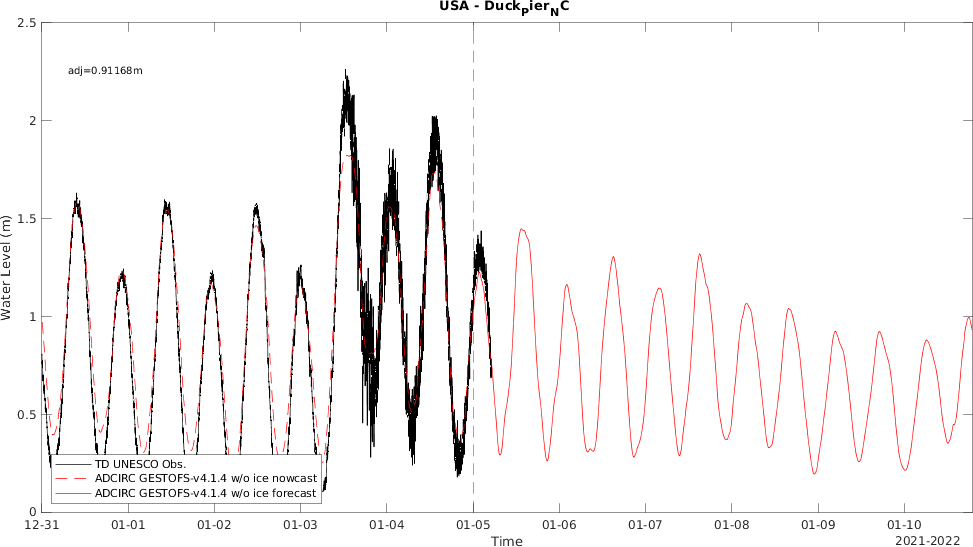 USA - DuckPierNC
adj=0.91168m
2.5
2
1.5
1
0.5
0
Water Level (m)
TD UNESCO Obs.
ADCIRC GESTOFS-v4.1.4 w/o ice nowcast
ADCIRC GESTOFS-v4.1.4 w/o ice forecast
12-31 01-01 01-02 01-03 01-04 01-05 01-06 01-07 01-08 01-09 01-10
Time
2021-2022